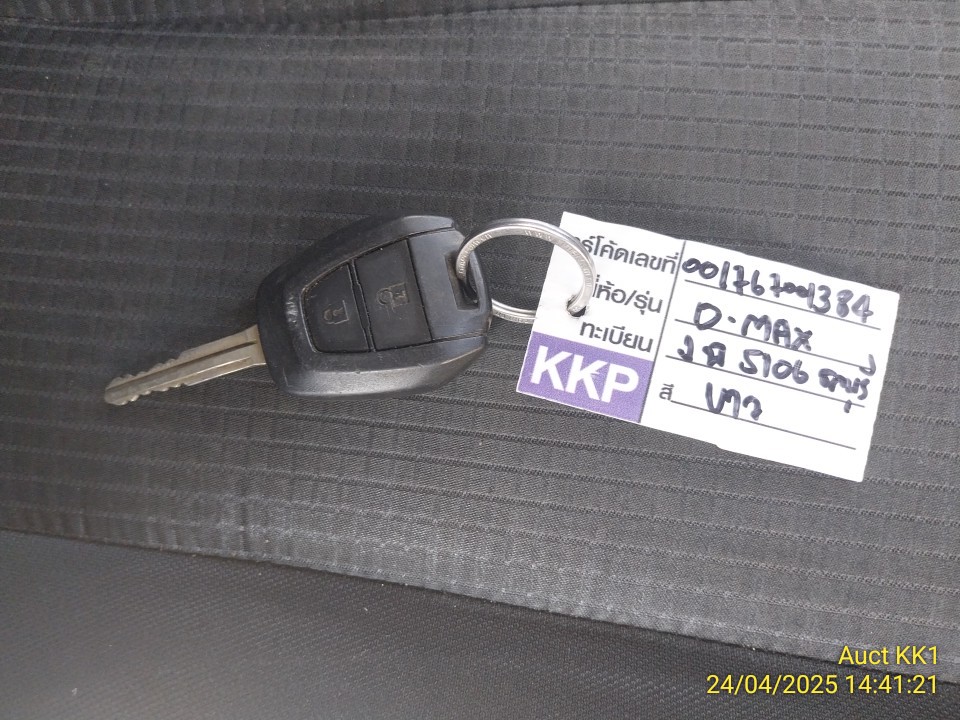 ร์โค้ดเลขที่ 001767001384
ห้อ/รุ่น D-MAX
ทะเบียน 5106
KKP สี ขาว
Auct KK1
24/04/2025 14:41:21